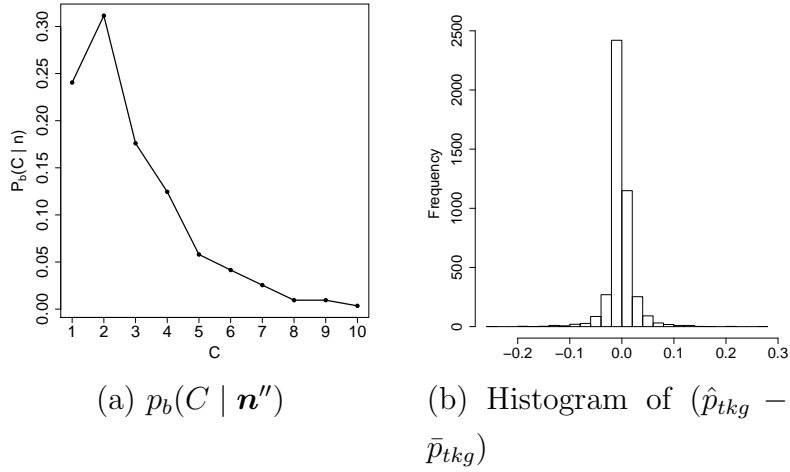 0.00 0.05 0.10 0.15 0.20 0.25 0.30
P_b(C | n)
1 2 3 4 5 6 7 8 9 10
C
(a) p_b(C | n′′)
2500
2000
1500
1000
500
0
Frequency
−0.2 −0.1 0.0 0.1 0.2 0.3
(b) Histogram of (p̂_tkg −
p̄_tkg)